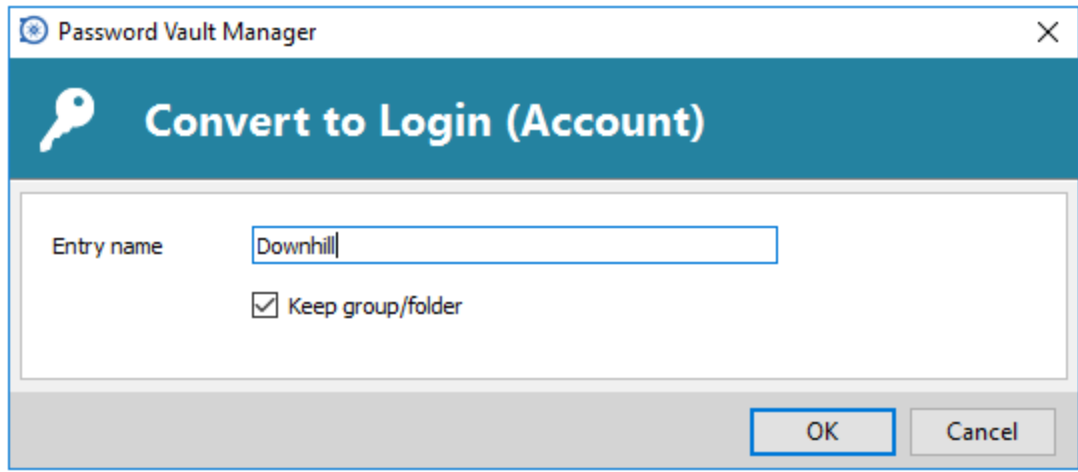 Password Vault Manager
Convert to Login (Account)
Entry name
Downhill
Keep group/folder
OK
Cancel